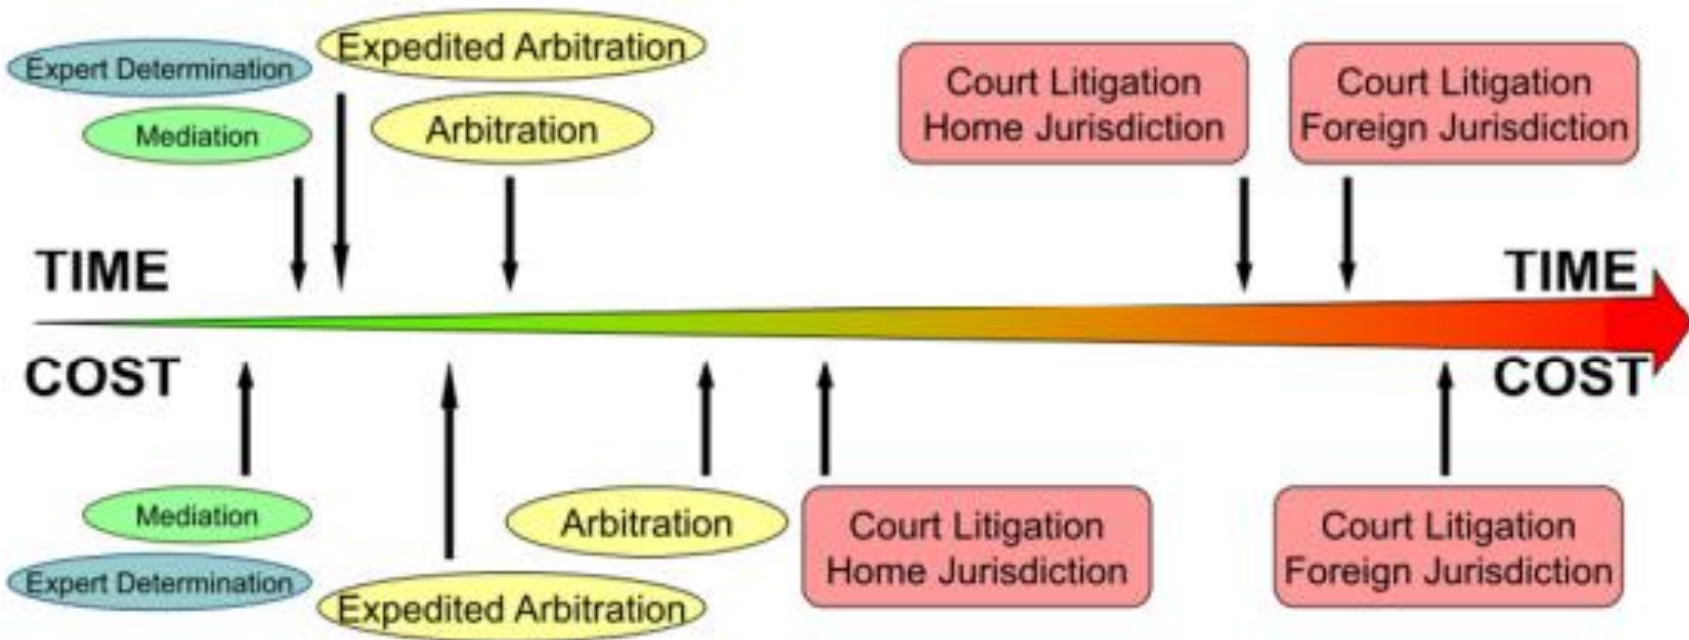 Expert Determination
Expedited Arbitration
Mediation
Arbitration
Court Litigation
Home Jurisdiction
Court Litigation
Foreign Jurisdiction
TIME
TIME
COST
COST
Mediation
Expert Determination
Expedited Arbitration
Arbitration
Court Litigation
Home Jurisdiction
Court Litigation
Foreign Jurisdiction